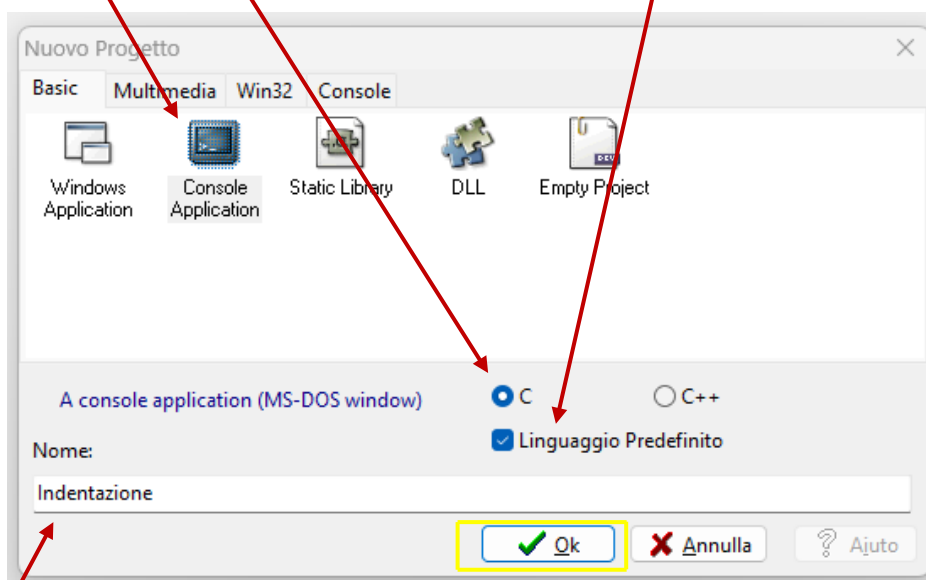 Nuovo Progetto
Basic Multimedia Win32 Console
Windows Application
Console Application
Static Library
DLL
Empty Project
DEV
A console application (MS-DOS window)
C C++
Linguaggio Predefinito
Nome:
Indentazione
Ok Annulla Aiuto